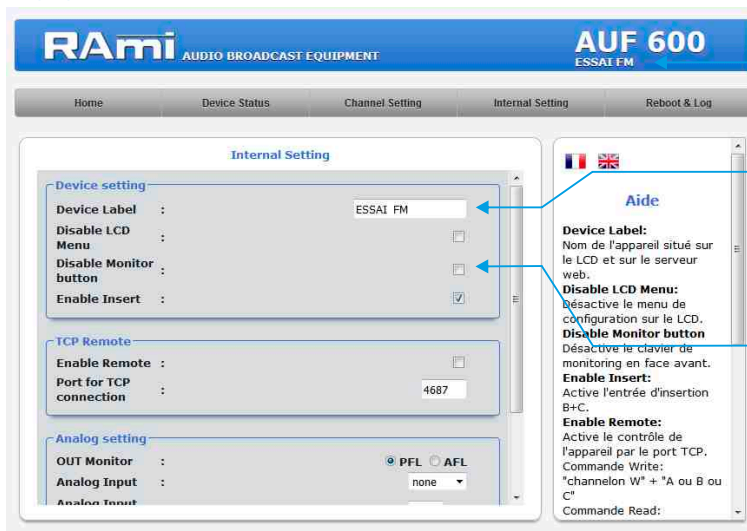 RAmi AUDIO BROADCAST EQUIPMENT
AUF 600
ESSAI FM
Home Device Status Channel Setting Internal Setting Reboot & Log
Internal Setting
Device setting
Device Label : ESSAI FM
Disable LCD
Menu :
Disable Monitor
button :
Enable Insert :
TCP Remote
Enable Remote :
Port for TCP
connection : 4687
Analog setting
OUT Monitor : PFL AFL
Analog Input : none
Analog Input
Aide
Device Label:
Nom de l'appareil situé sur
le LCD et sur le serveur
web.
Disable LCD Menu:
Désactive le menu de
configuration sur le LCD.
Disable Monitor button
Désactive le clavier de
monitoring en face avant.
Enable Insert:
Active l'entrée d'insertion
B+C.
Enable Remote:
Active le contrôle de
l'appareil par le port TCP.
Commande Write:
"channelon W" + "A ou B ou
C"
Commande Read: